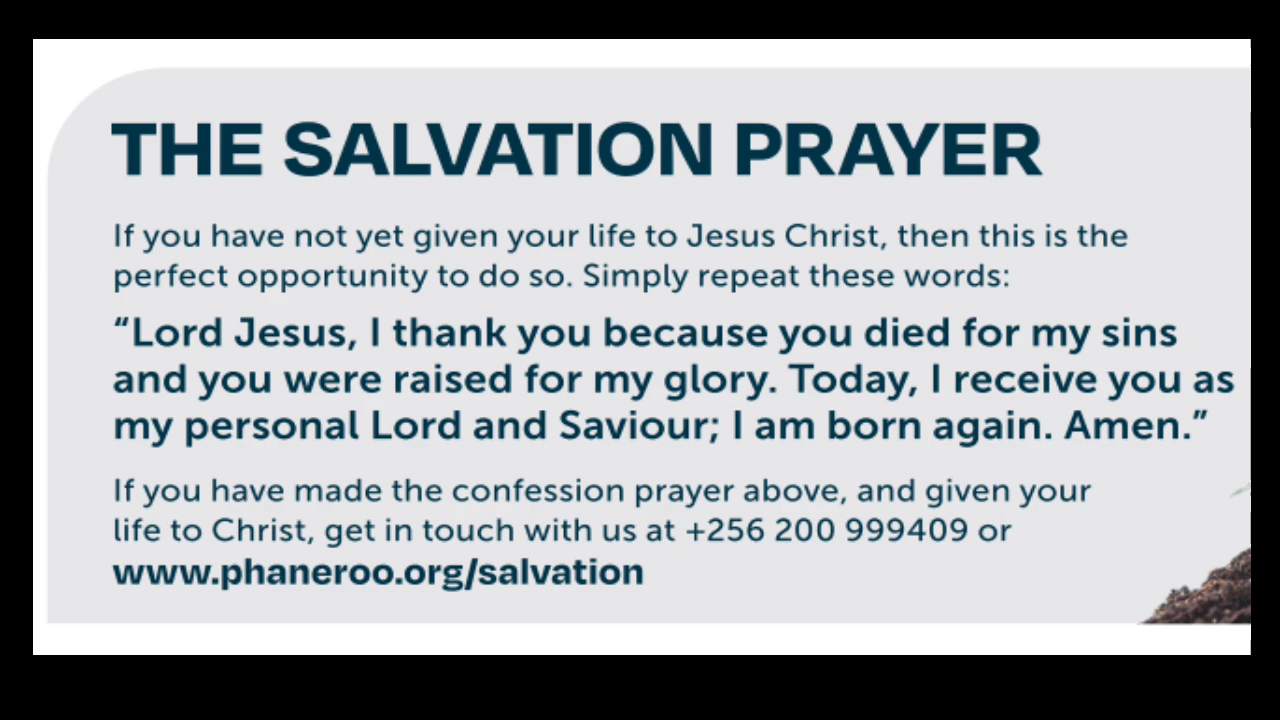 THE SALVATION PRAYER
If you have not yet given your life to Jesus Christ, then this is the
perfect opportunity to do so. Simply repeat these words:
“Lord Jesus, I thank you because you died for my sins
and you were raised for my glory. Today, I receive you as
my personal Lord and Saviour; I am born again. Amen.”
If you have made the confession prayer above, and given your
life to Christ, get in touch with us at +256 200 999409 or
www.phaneroo.org/salvation